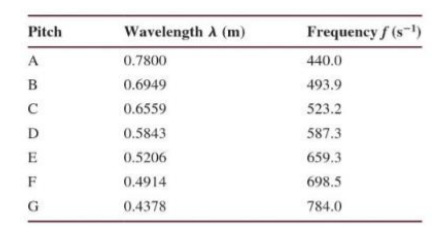 Pitch Wavelength λ (m) Frequency f (s⁻¹)
A 0.7800 440.0
B 0.6949 493.9
C 0.6559 523.2
D 0.5843 587.3
E 0.5206 659.3
F 0.4914 698.5
G 0.4378 784.0